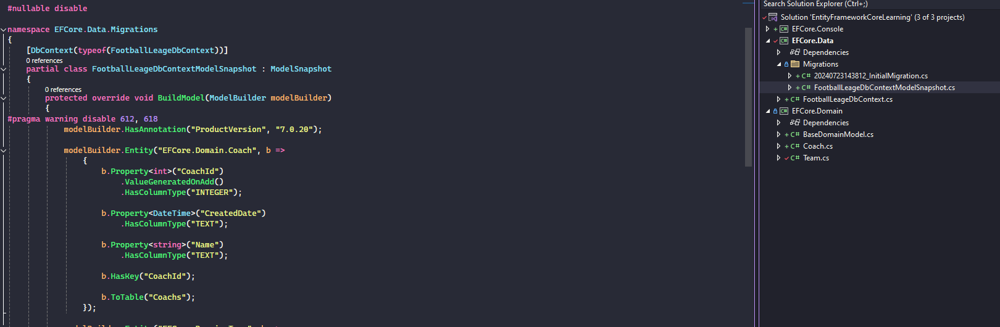 #nullable disable
namespace EFCore.Data.Migrations
{
[DbContext(typeof(FootballLeageDbContext))]
0 references
partial class FootballLeageDbContextModelSnapshot : ModelSnapshot
{
0 references
protected override void BuildModel(ModelBuilder modelBuilder)
{
#pragma warning disable 612, 618
modelBuilder.HasAnnotation("ProductVersion", "7.0.20");
modelBuilder.Entity("EFCore.Domain.Coach", b =>
{
b.Property<int>("CoachId")
.ValueGeneratedOnAdd()
.HasColumnType("INTEGER");
b.Property<DateTime>("CreatedDate")
.HasColumnType("TEXT");
b.Property<string>("Name")
.HasColumnType("TEXT");
b.HasKey("CoachId");
b.ToTable("Coachs");
});
Search Solution Explorer (Ctrl+;)
Solution 'EntityFrameworkCoreLearning' (3 of 3 projects)
C# EFCore.Console
C# EFCore.Data
Dependencies
Migrations
C# 20240723143812_InitialMigration.cs
C# FootballLeageDbContextModelSnapshot.cs
C# FootballLeageDbContext.cs
C# EFCore.Domain
Dependencies
C# BaseDomainModel.cs
C# Coach.cs
C# Team.cs